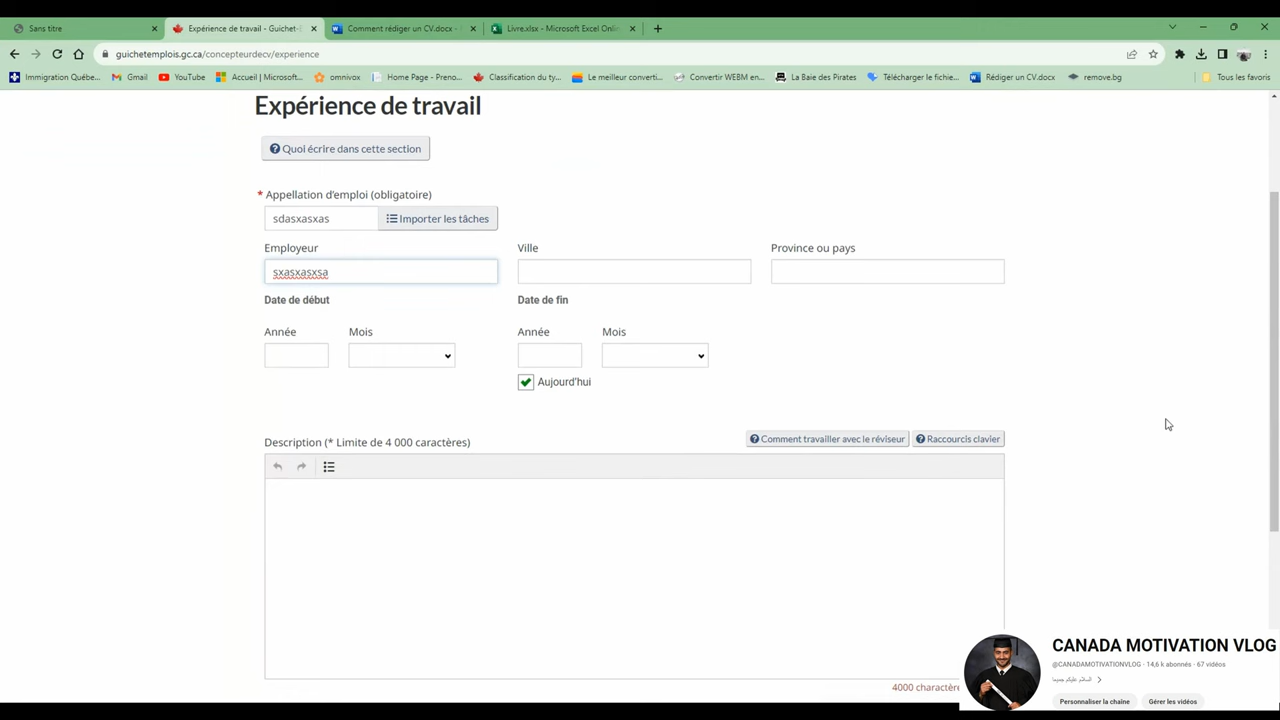 Sans titre
Expérience de travail - Guichet-E
Comment rédiger un CV.docx -
Livre.xlsx - Microsoft Excel Online
guichetemplois.gc.ca/concepteurdecv/experience
Immigration Québe...
Gmail
YouTube
Accueil | Microsoft...
omnivox
Home Page - Preno...
Classification du ty...
Le meilleur converti...
Convertir WEBM en...
La Baie des Pirates
Télécharger le fichie...
Rédiger un CV.docx
remove.bg
Tous les favoris
Expérience de travail
Quoi écrire dans cette section
* Appellation d'emploi (obligatoire)
sdasxasxas
Importer les tâches
Employeur
Ville
Province ou pays
sxasxasxsa
Date de début
Date de fin
Année
Mois
Année
Mois
Aujourd'hui
Description (* Limite de 4 000 caractères)
Comment travailler avec le réviseur
Raccourcis clavier
4000 charactère
CANADA MOTIVATION VLOG
@CANADAMOTIVATIONVLOG · 14,6 k abonnés · 67 vidéos
السلام عليكم جميعا
Personnaliser la chaîne
Gérer les vidéos